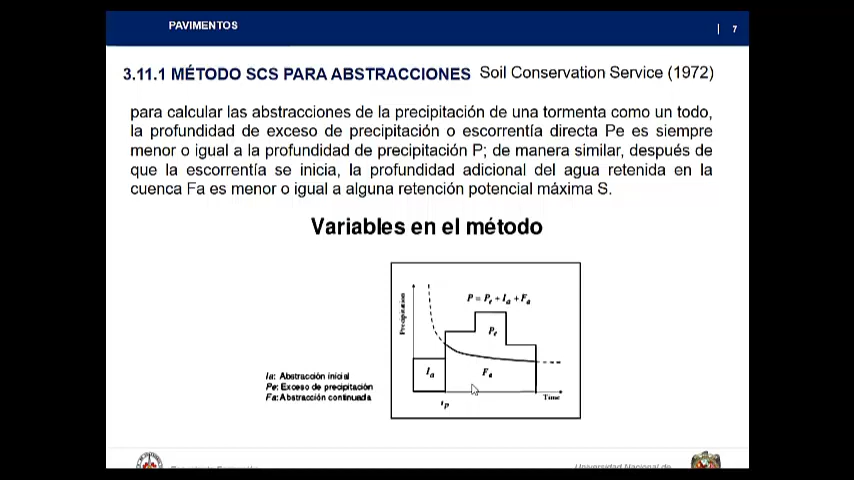 PAVIMENTOS
| 7
3.11.1 MÉTODO SCS PARA ABSTRACCIONES Soil Conservation Service (1972)
para calcular las abstracciones de la precipitación de una tormenta como un todo,
la profundidad de exceso de precipitación o escorrentía directa Pe es siempre
menor o igual a la profundidad de precipitación P; de manera similar, después de
que la escorrentía se inicia, la profundidad adicional del agua retenida en la
cuenca Fa es menor o igual a alguna retención potencial máxima S.
Variables en el método
Precipitation
P = Pe + Ia + Fa
Pe
Ia
Fa
Time
tp
Ia: Abstracción inicial
Pe: Exceso de precipitación
Fa: Abstracción continuada
Universidad Nacional de